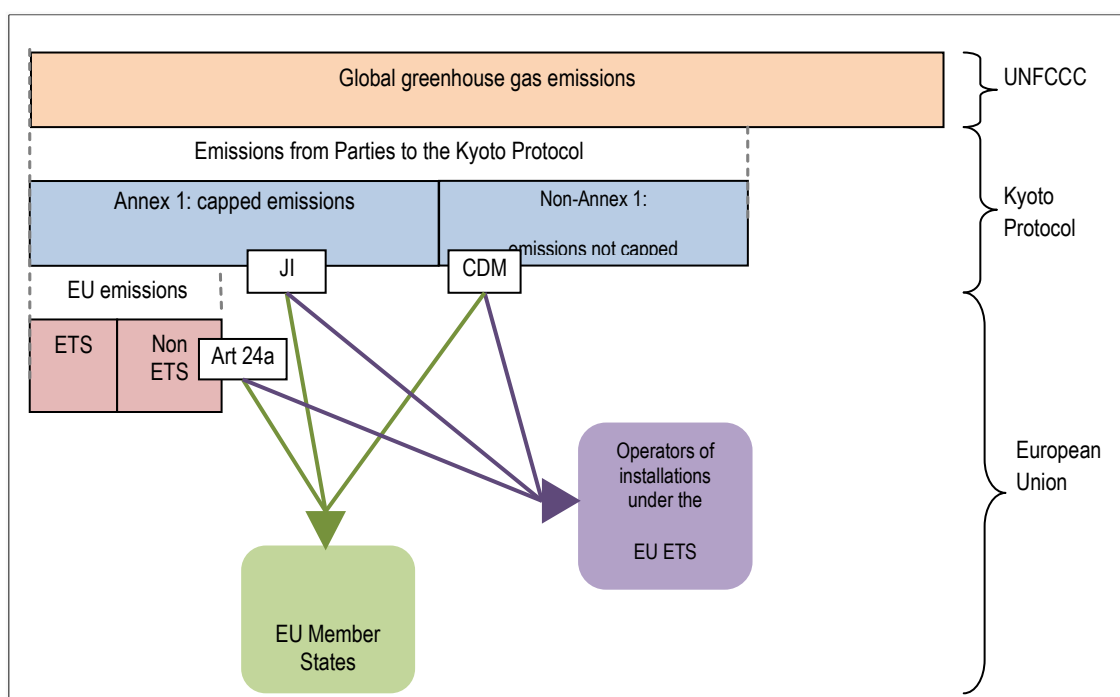 Global greenhouse gas emissions
UNFCCC
Emissions from Parties to the Kyoto Protocol
Annex 1: capped emissions
Non-Annex 1:
emissions not capped
Kyoto
Protocol
JI
CDM
EU emissions
ETS
Non
ETS
Art 24a
Operators of
installations
under the
EU ETS
European
Union
EU Member
States